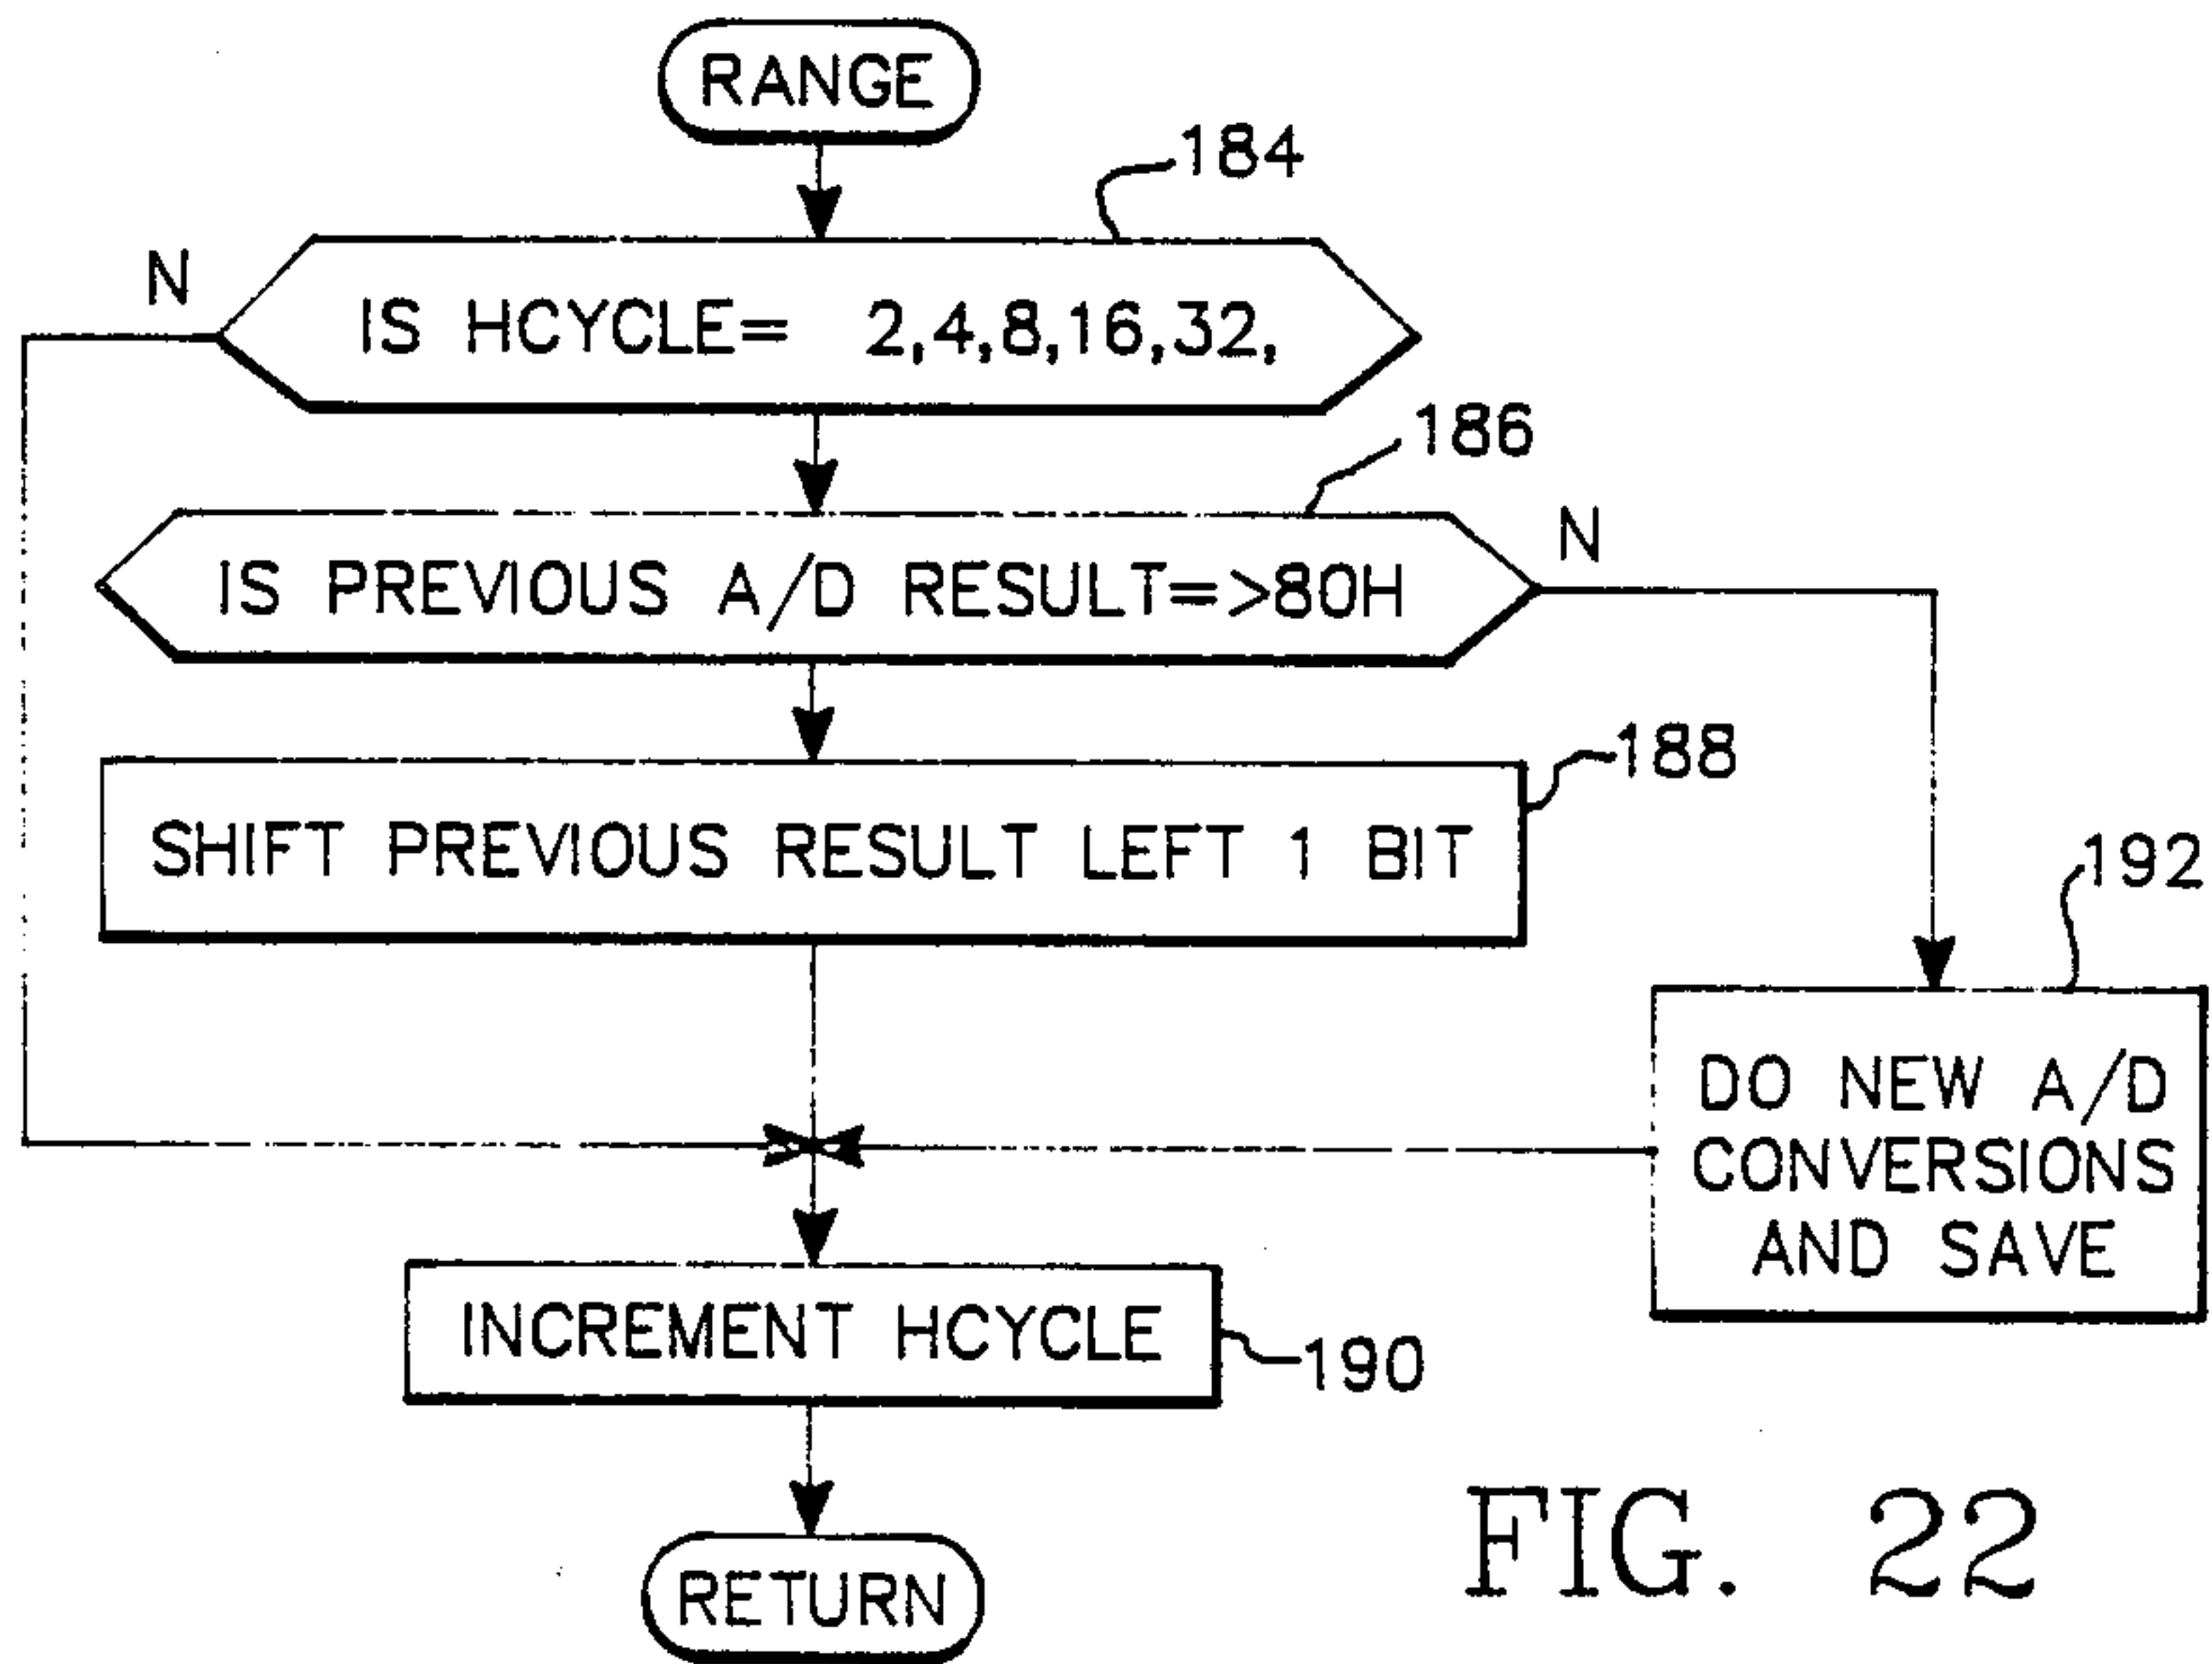 RANGE
184
N
IS HCYCLE= 2,4,8,16,32,
186
N
IS PREVIOUS A/D RESULT=>80H
188
SHIFT PREVIOUS RESULT LEFT 1 BIT
192
DO NEW A/D
CONVERSIONS
AND SAVE
INCREMENT HCYCLE
190
RETURN
FIG. 22